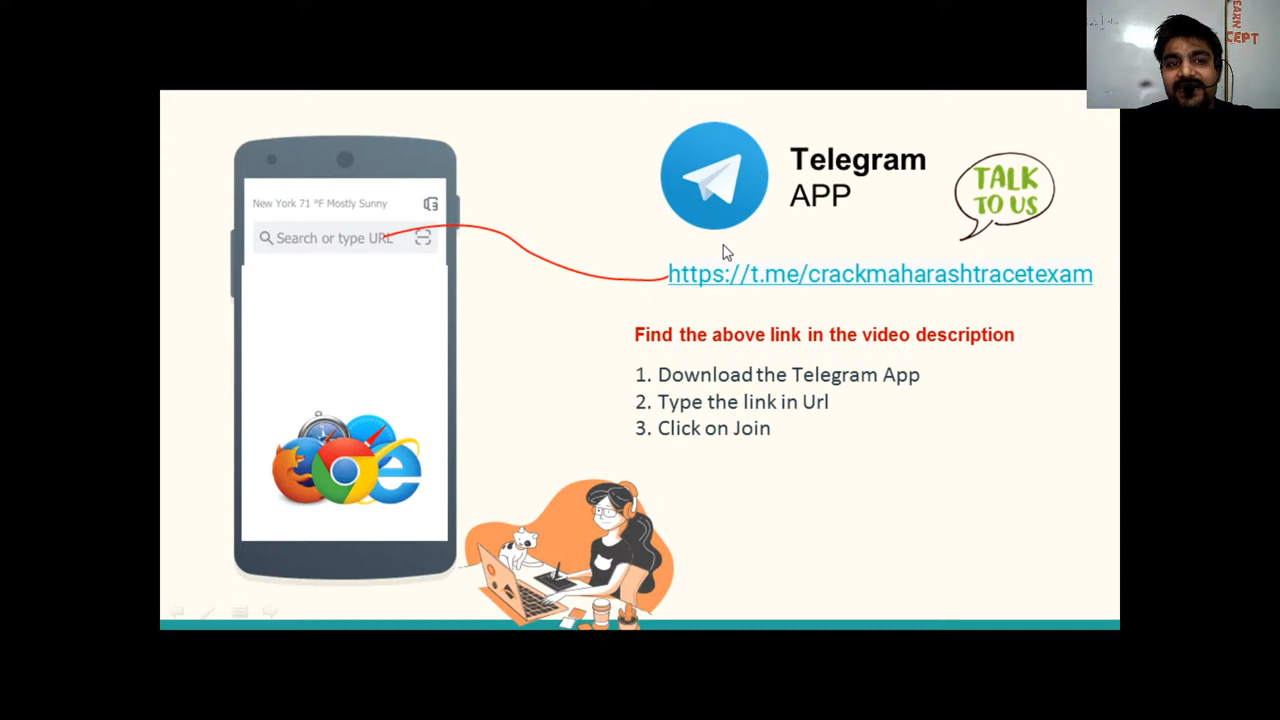 EARN
CEPT
Telegram
APP
TALK
TO US
New York 71 °F Mostly Sunny
Search or type URL
https://t.me/crackmaharashtracetexam
Find the above link in the video description
1. Download the Telegram App
2. Type the link in Url
3. Click on Join